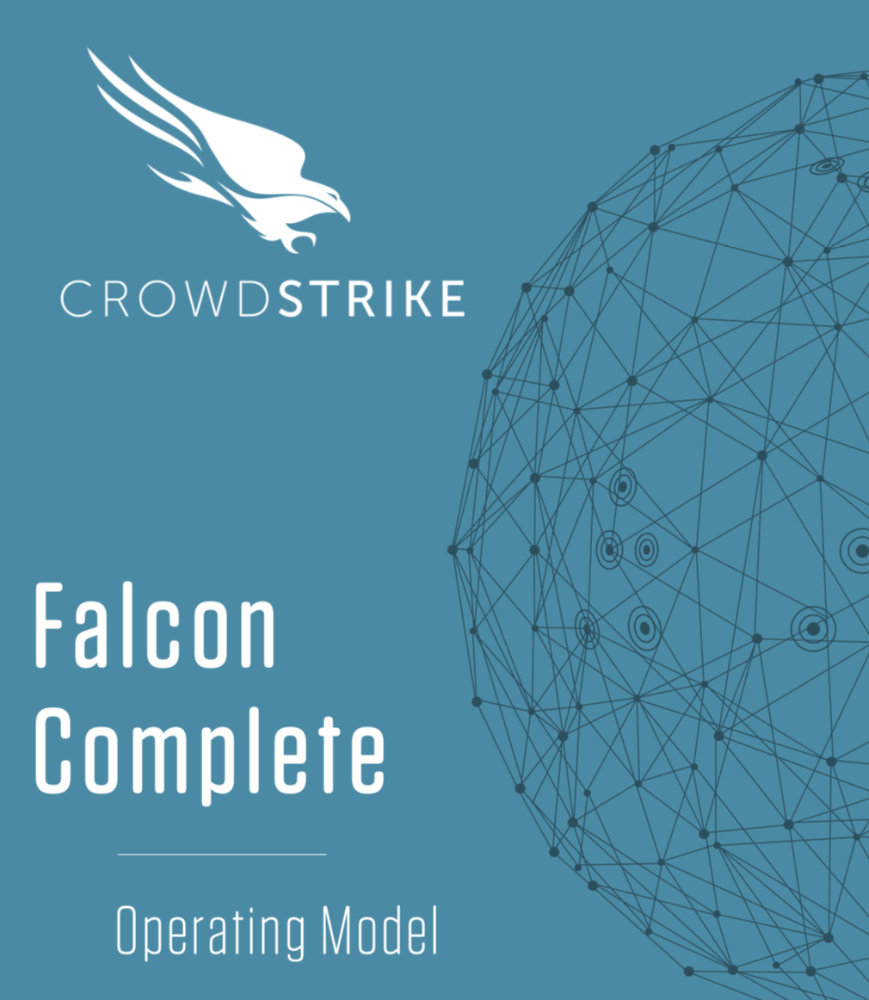 CROWDSTRIKE
Falcon
Complete
Operating Model